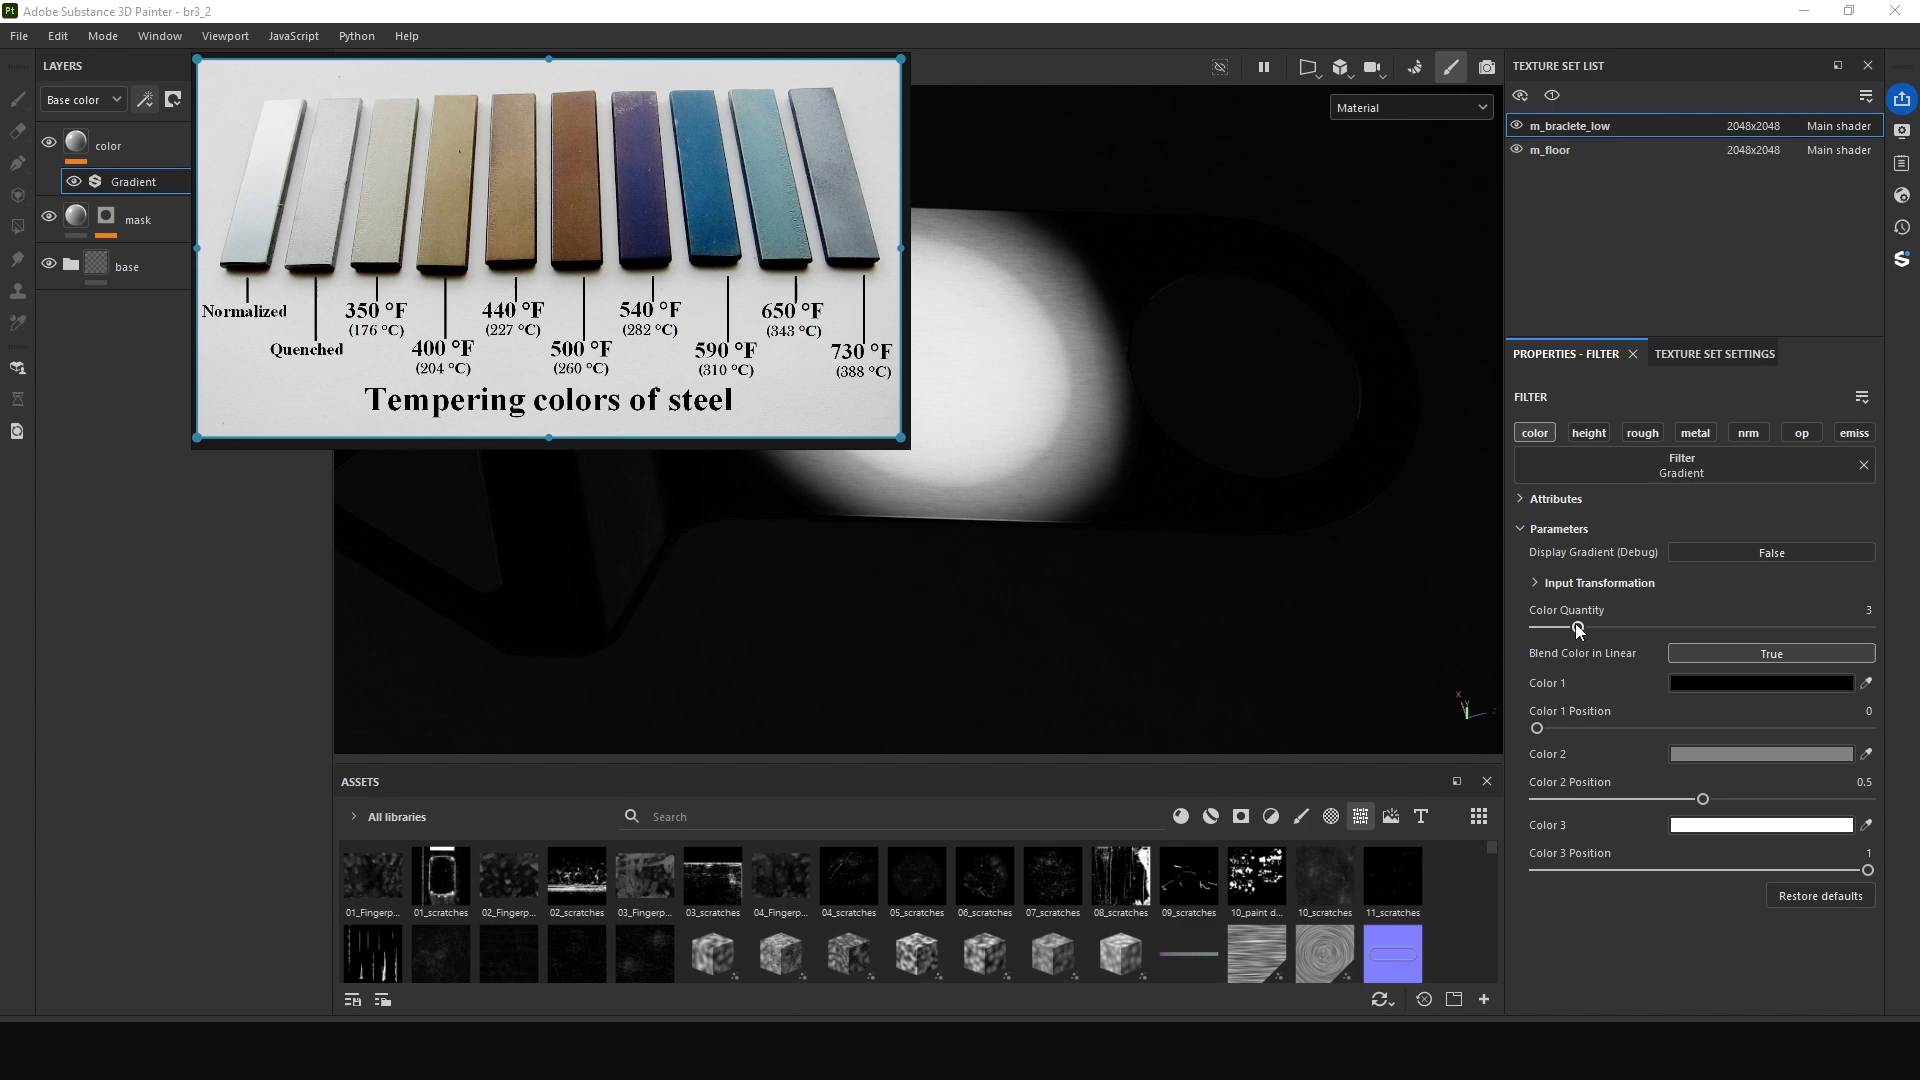 Pt Adobe Substance 3D Painter - br3_2
File Edit Mode Window Viewport JavaScript Python Help
LAYERS
Base color
color
Gradient
mask
base
Normalized
Quenched
350 °F
(176 °C)
400 °F
(204 °C)
440 °F
(227 °C)
500 °F
(260 °C)
540 °F
(282 °C)
590 °F
(310 °C)
650 °F
(343 °C)
730 °F
(388 °C)
Tempering colors of steel
Material
X
Y
TEXTURE SET LIST
m_braclete_low 2048x2048 Main shader
m_floor 2048x2048 Main shader
PROPERTIES - FILTER TEXTURE SET SETTINGS
FILTER
color height rough metal nrm op emiss
Filter
Gradient
Attributes
Parameters
Display Gradient (Debug) False
Input Transformation
Color Quantity 3
Blend Color in Linear True
Color 1
Color 1 Position 0
Color 2
Color 2 Position 0.5
Color 3
Color 3 Position 1
Restore defaults
ASSETS
All libraries
Search
01_Fingerp... 01_scratches 02_Fingerp... 02_scratches 03_Fingerp... 03_scratches 04_Fingerp... 04_scratches 05_scratches 06_scratches 07_scratches 08_scratches 09_scratches 10_paint d... 10_scratches 11_scratches